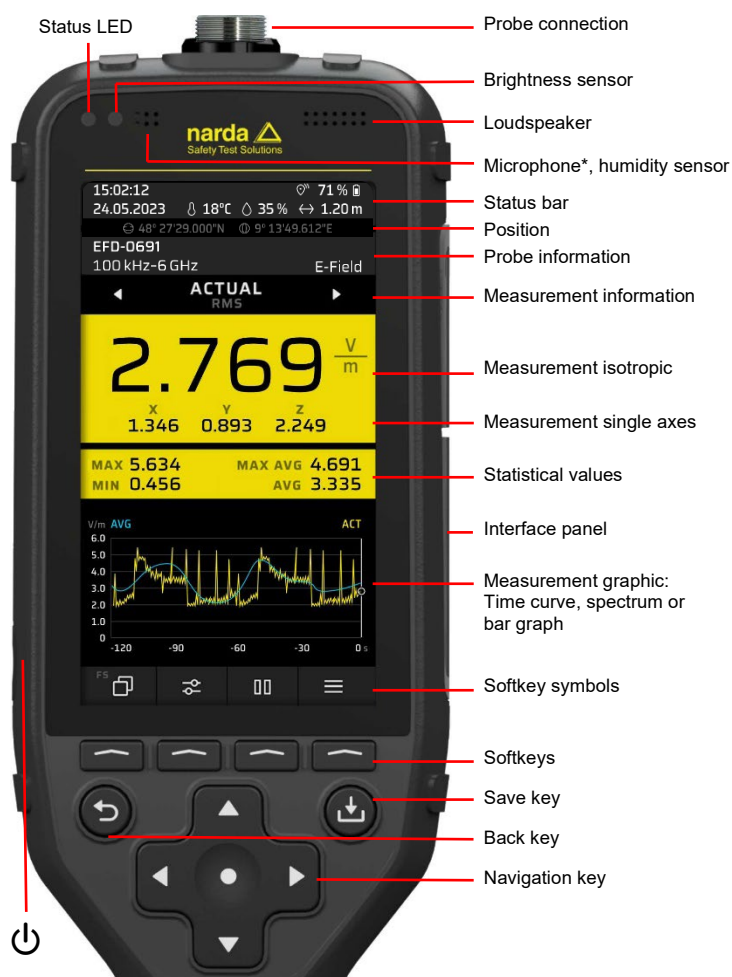 Status LED
Probe connection
Brightness sensor
Loudspeaker
Microphone*, humidity sensor
Status bar
Position
Probe information
Measurement information
Measurement isotropic
Measurement single axes
Statistical values
Interface panel
Measurement graphic:
Time curve, spectrum or
bar graph
Softkey symbols
Softkeys
Save key
Back key
Navigation key
narda
Safety Test Solutions
15:02:12 71 %
24.05.2023 18°C 35 % 1.20 m
48° 27'29.000"N 9° 13'49.612"E
EFD-0691
100 kHz-6 GHz E-Field
ACTUAL
RMS
2.769 V/m
X Y Z
1.346 0.893 2.249
MAX 5.634 MAX AVG 4.691
MIN 0.456 AVG 3.335
V/m AVG ACT
6.0
5.0
4.0
3.0
2.0
1.0
0
-120 -90 -60 -30 0 s
FS